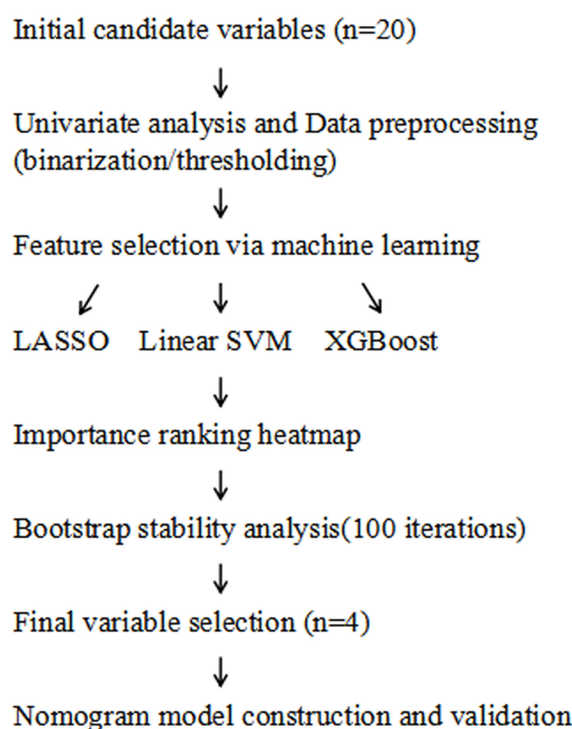 Initial candidate variables (n=20)
Univariate analysis and Data preprocessing
(binarization/thresholding)
Feature selection via machine learning
LASSO Linear SVM XGBoost
Importance ranking heatmap
Bootstrap stability analysis(100 iterations)
Final variable selection (n=4)
Nomogram model construction and validation